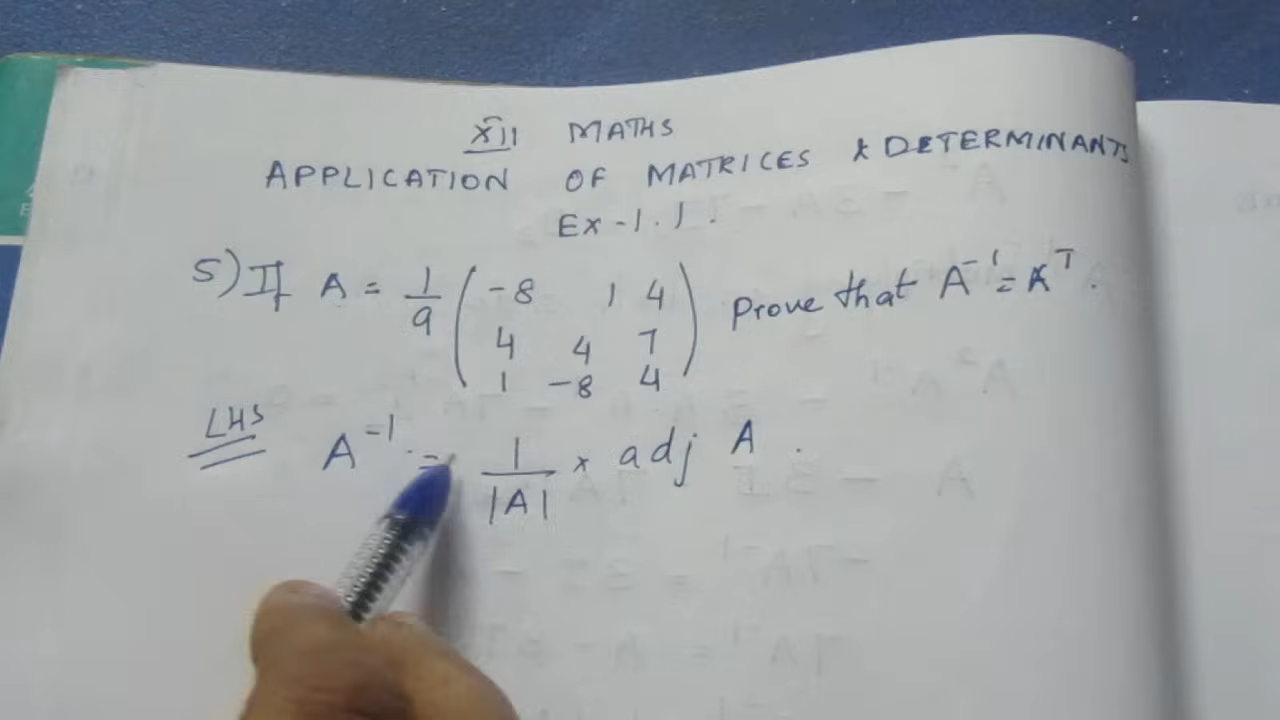 XII MATHS
APPLICATION OF MATRICES & DETERMINANTS
Ex-1.1.
5) If A = 1/9 ( -8 1 4 Prove that A⁻¹ = Aᵀ.
4 4 7
1 -8 4 )
LHS
A⁻¹ = 1/|A| × adj A.